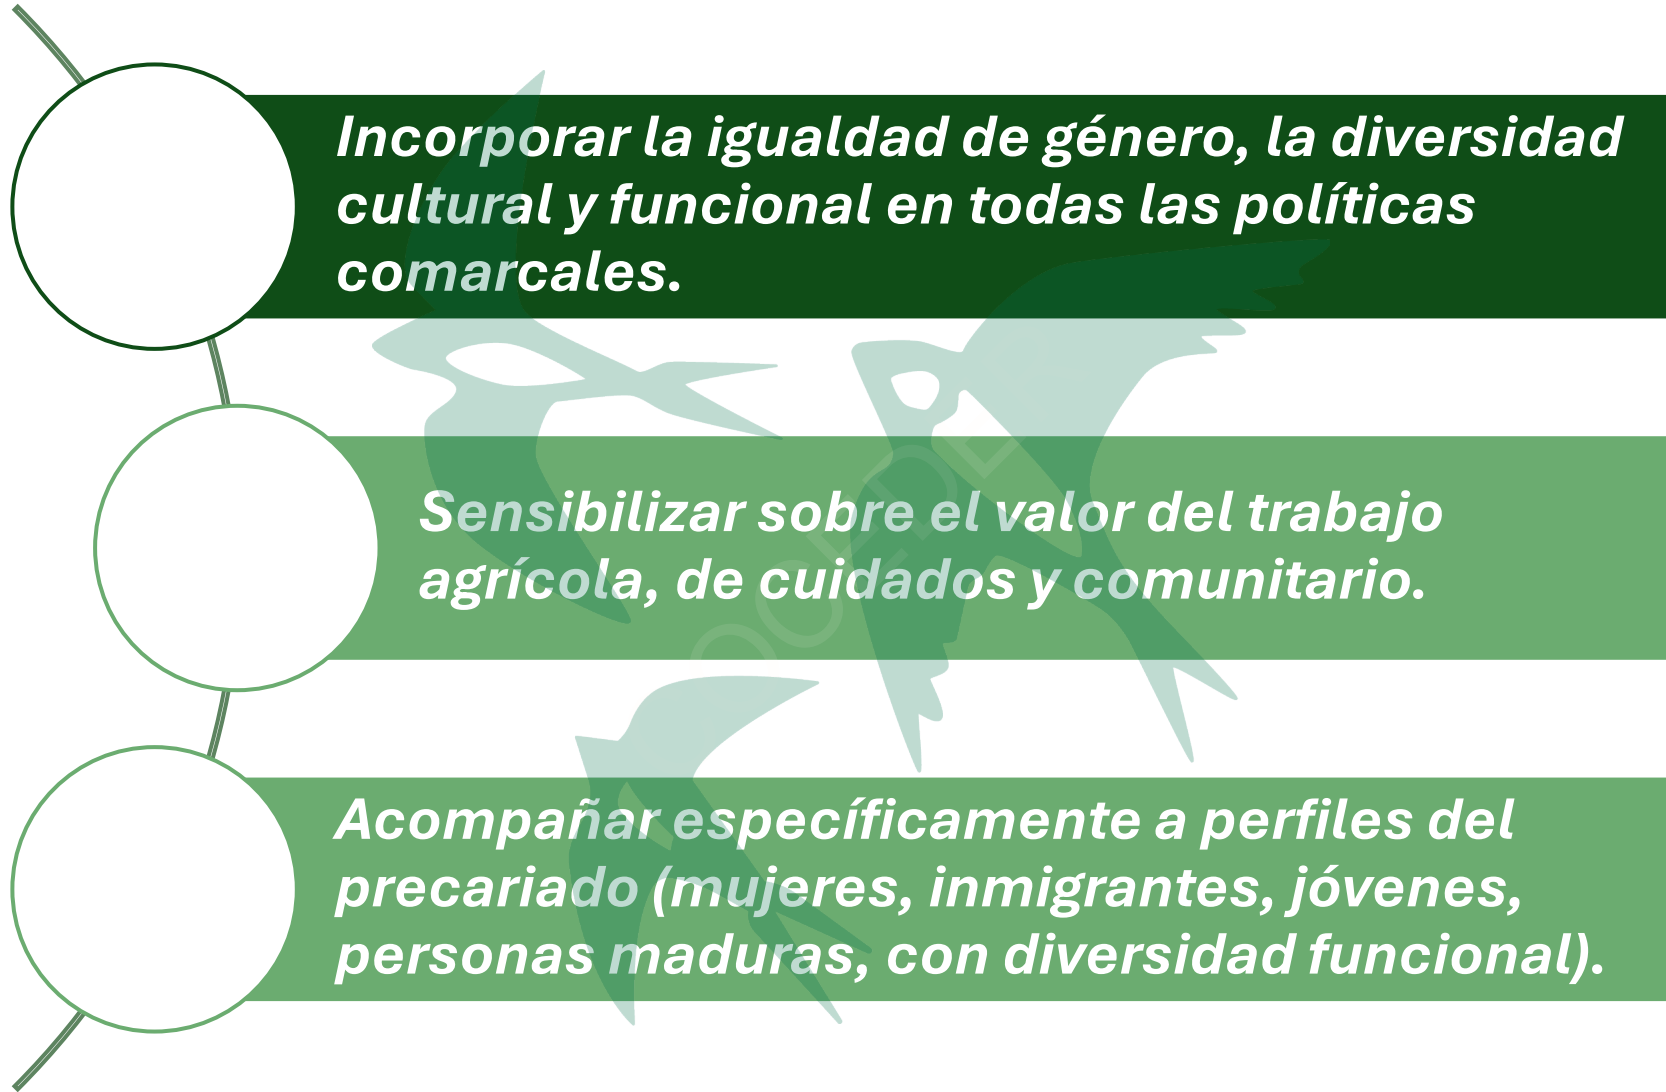 Incorporar la igualdad de género, la diversidad
cultural y funcional en todas las políticas
comarcales.
Sensibilizar sobre el valor del trabajo
agrícola, de cuidados y comunitario.
Acompañar específicamente a perfiles del
precariado (mujeres, inmigrantes, jóvenes,
personas maduras, con diversidad funcional).